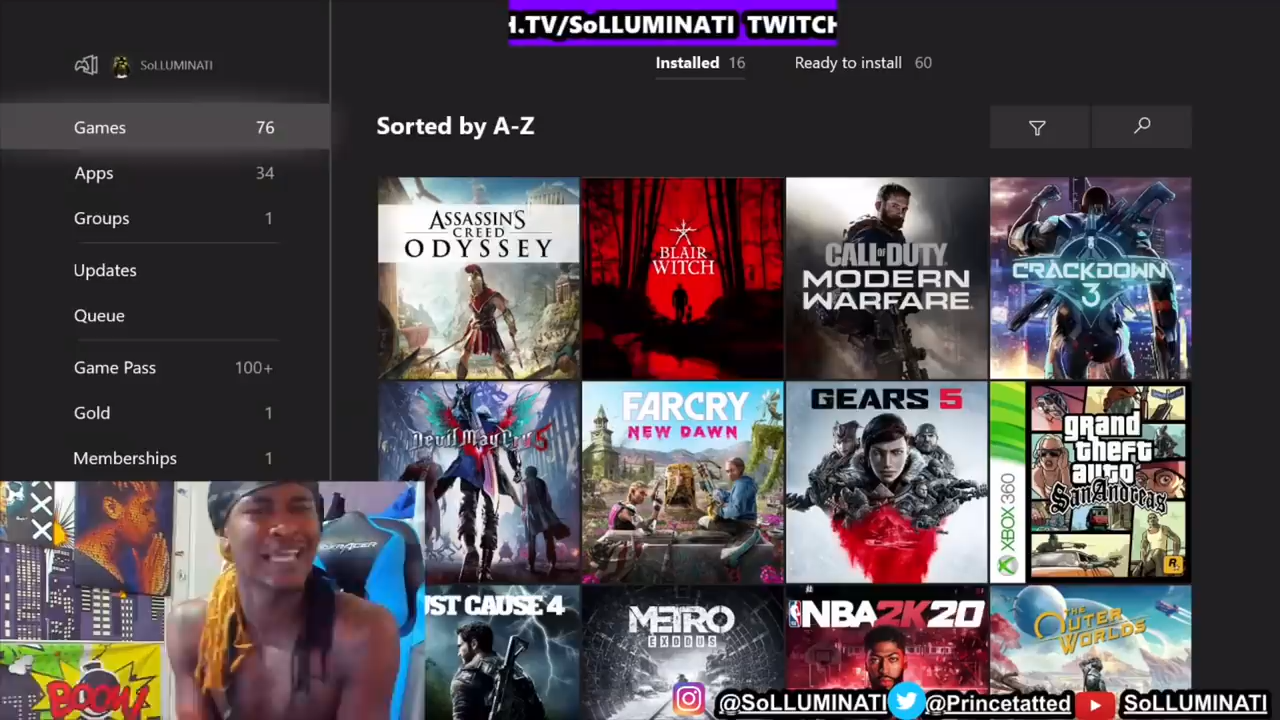 H.TV/SoLLUMINATI TWITCH
SoLLUMINATI
Installed 16 Ready to install 60
Games 76
Apps 34
Groups 1
Updates
Queue
Game Pass 100+
Gold 1
Memberships 1
Sorted by A-Z
ASSASSIN'S
CREED
ODYSSEY
BLAIR
WITCH
CALL OF DUTY
MODERN
WARFARE
CRACKDOWN
3
Devil May Cry 5
FARCRY
NEW DAWN
GEARS 5
XBOX 360
grand
theft
auto
San Andreas
R
UST CAUSE 4
METRO
EXODUS
NBA 2K20
THE
OUTER
WORLDS
XX
XRACER
BOOM
@SoLLUMINATI @Princetatted SoLLUMINATI